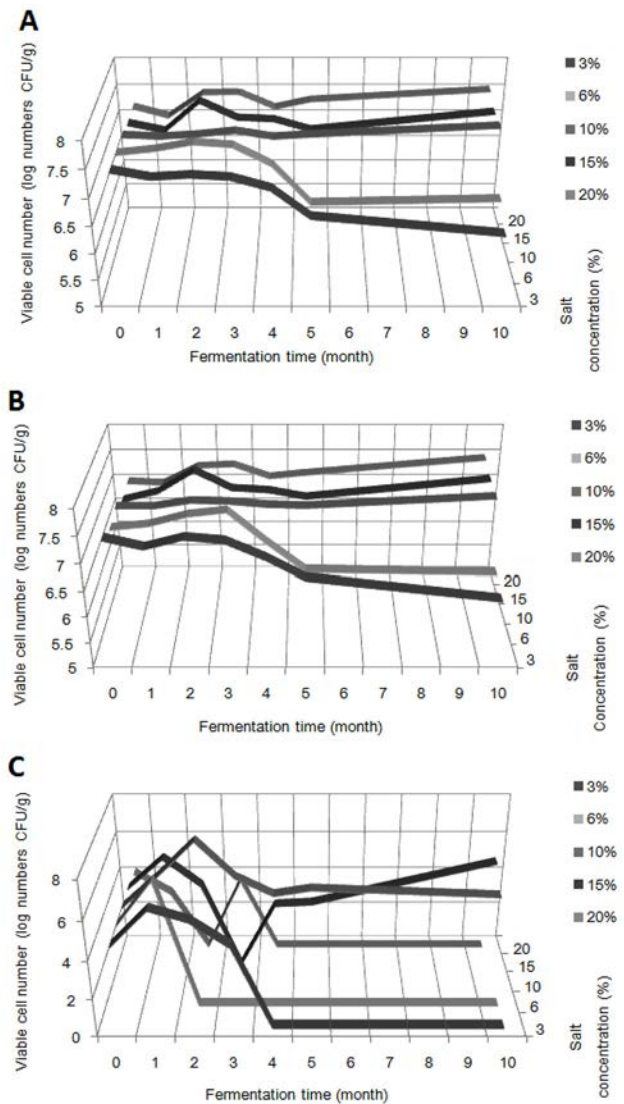 A
Viable cell number (log numbers CFU/g)
8
7.5
7
6.5
6
5.5
5
0 1 2 3 4 5 6 7 8 9 10
Fermentation time (month)
20
15
10
6
3
Salt
concentration (%)
3%
6%
10%
15%
20%
B
Viable cell number (log numbers CFU/g)
8
7.5
7
6.5
6
5.5
5
0 1 2 3 4 5 6 7 8 9 10
Fermentation time (month)
20
15
10
6
3
Salt
Concentration (%)
3%
6%
10%
15%
20%
C
Viable cell number (log numbers CFU/g)
8
6
4
2
0
0 1 2 3 4 5 6 7 8 9 10
Fermentation time (month)
20
15
10
6
3
Salt
concentration (%)
3%
6%
10%
15%
20%